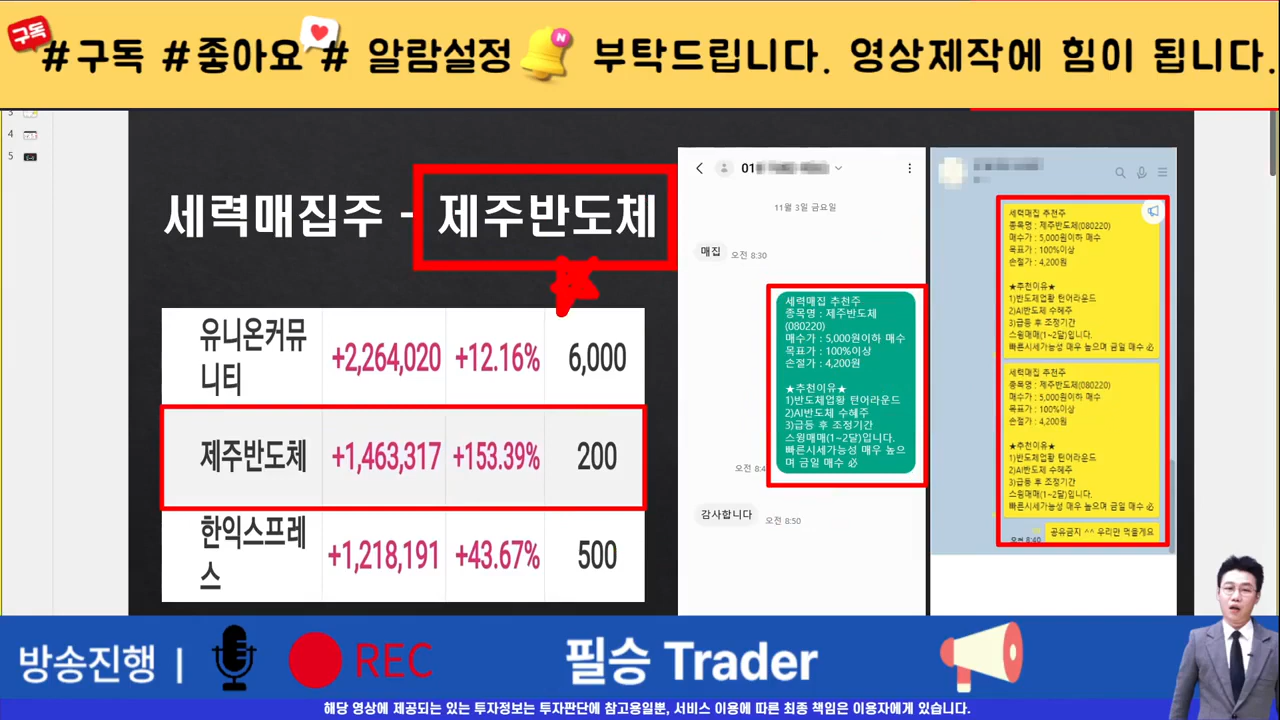 구독
#구독 #좋아요 # 알람설정 N 부탁드립니다. 영상제작에 힘이 됩니다.
3
4
5
세력매집주 - 제주반도체
유니온커뮤
니티
+2,264,020
+12.16%
6,000
제주반도체
+1,463,317
+153.39%
200
한익스프레
스
+1,218,191
+43.67%
500
01
11월 3일 금요일
매집
오전 8:30
세력매집 추천주
종목명 : 제주반도체
(080220)
매수가 : 5,000원이하 매수
목표가 : 100%이상
손절가 : 4,200원
★추천이유★
1)반도체업황 턴어라운드
2)AI반도체 수혜주
3)급등 후 조정기간
스윙매매(1~2달)입니다.
빠른시세가능성 매우 높으
며 금일 매수 必
오전 8:4
감사합니다
오전 8:50
세력매집 추천주
종목명 : 제주반도체(080220)
매수가 : 5,000원이하 매수
목표가 : 100%이상
손절가 : 4,200원
★추천이유★
1)반도체업황 턴어라운드
2)AI반도체 수혜주
3)급등 후 조정기간
스윙매매(1~2달)입니다.
빠른시세가능성 매우 높으며 금일 매수 必
세력매집 추천주
종목명 : 제주반도체(080220)
매수가 : 5,000원이하 매수
목표가 : 100%이상
손절가 : 4,200원
★추천이유★
1)반도체업황 턴어라운드
2)AI반도체 수혜주
3)급등 후 조정기간
스윙매매(1~2달)입니다.
빠른시세가능성 매우 높으며 금일 매수 必
8:40
공유금지 ^^ 우리만 먹을게요
방송진행 |
REC
필승 Trader
해당 영상에 제공되는 있는 투자정보는 투자판단에 참고용일뿐, 서비스 이용에 따른 최종 책임은 이용자에게 있습니다.